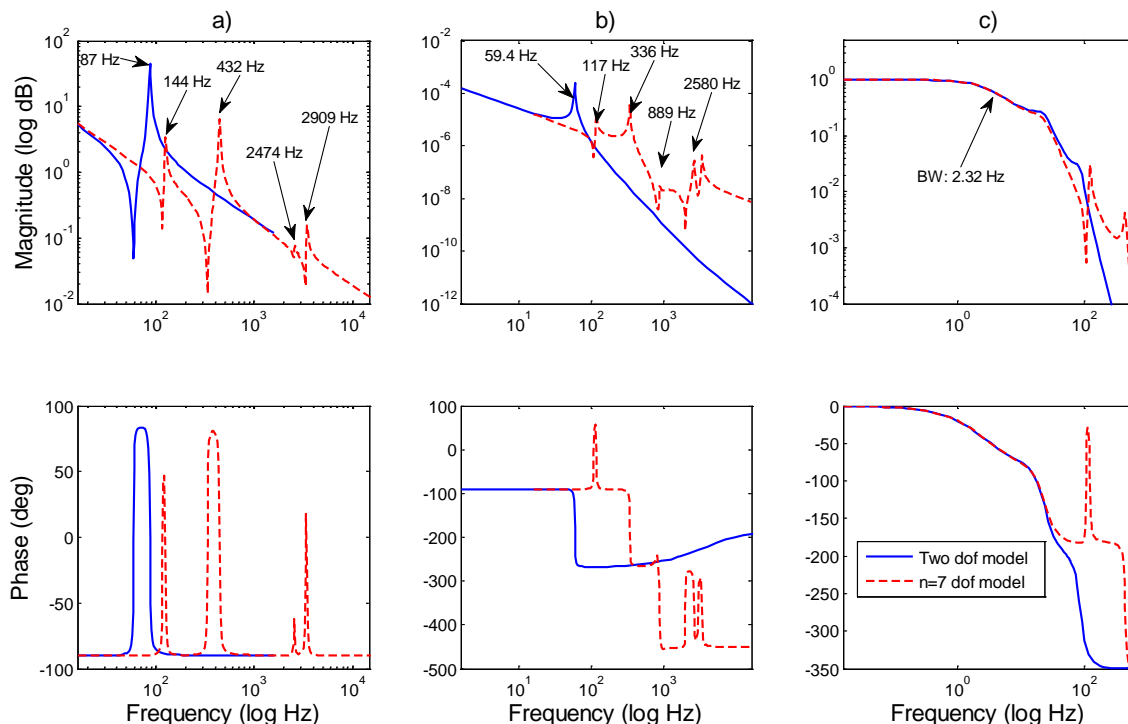 a)
b)
c)
Magnitude (log dB)
10^2
10^1
10^0
10^-1
10^-2
87 Hz
144 Hz
432 Hz
2474 Hz
2909 Hz
10^2
10^3
10^4
10^-2
10^-4
10^-6
10^-8
10^-10
10^-12
59.4 Hz
117 Hz
336 Hz
889 Hz
2580 Hz
10^1
10^2
10^3
10^0
10^-1
10^-2
10^-3
10^-4
BW: 2.32 Hz
10^0
10^2
Phase (deg)
100
50
0
-50
-100
10^2
10^3
10^4
Frequency (log Hz)
100
0
-100
-200
-300
-400
-500
10^1
10^2
10^3
Frequency (log Hz)
0
-50
-100
-150
-200
-250
-300
-350
Two dof model
n=7 dof model
10^0
10^2
Frequency (log Hz)